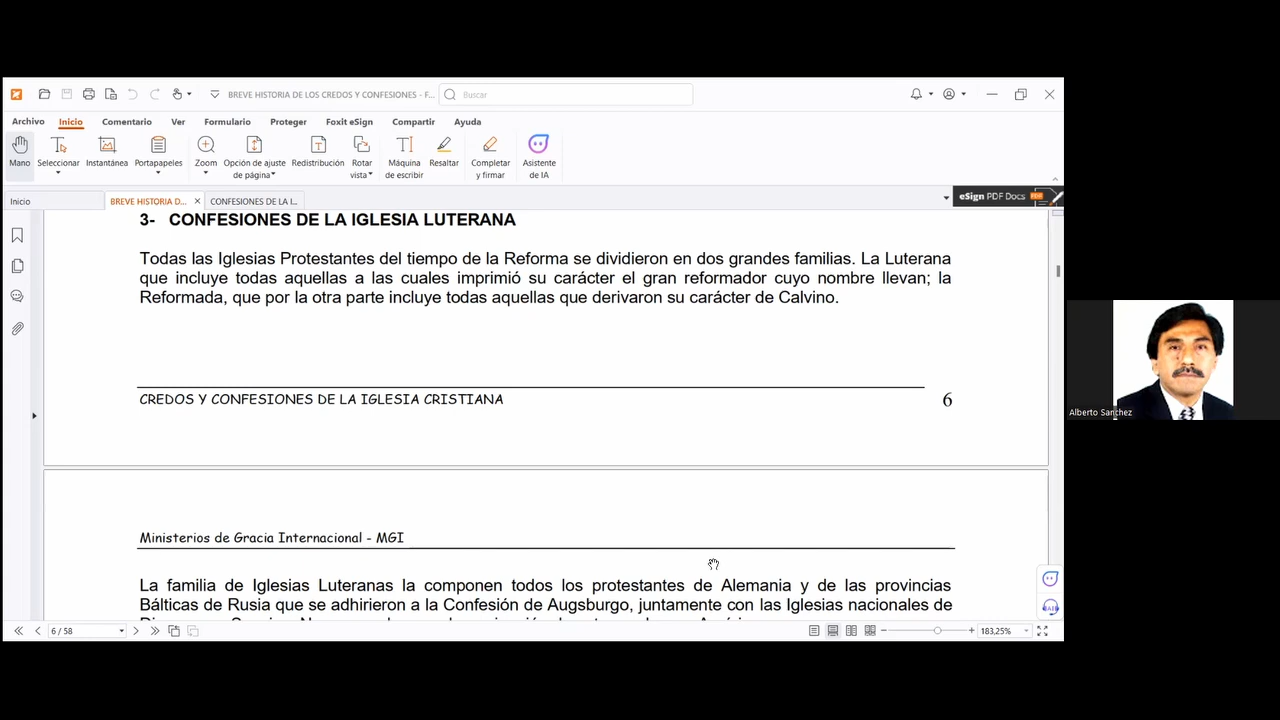 BREVE HISTORIA DE LOS CREDOS Y CONFESIONES - F...
Buscar
Archivo Inicio Comentario Ver Formulario Proteger Foxit eSign Compartir Ayuda
Mano Seleccionar Instantánea Portapapeles Zoom Opción de ajuste de página Redistribución Rotar vista Máquina de escribir Resaltar Completar y firmar Asistente de IA
Inicio BREVE HISTORIA D... CONFESIONES DE LA I... eSign PDF Docs
3- CONFESIONES DE LA IGLESIA LUTERANA
Todas las Iglesias Protestantes del tiempo de la Reforma se dividieron en dos grandes familias. La Luterana
que incluye todas aquellas a las cuales imprimió su carácter el gran reformador cuyo nombre llevan; la
Reformada, que por la otra parte incluye todas aquellas que derivaron su carácter de Calvino.
CREDOS Y CONFESIONES DE LA IGLESIA CRISTIANA 6
Alberto Sanchez
Ministerios de Gracia Internacional - MGI
La familia de Iglesias Luteranas la componen todos los protestantes de Alemania y de las provincias
Bálticas de Rusia que se adhirieron a la Confesión de Augsburgo, juntamente con las Iglesias nacionales de
6 / 58 183,25%